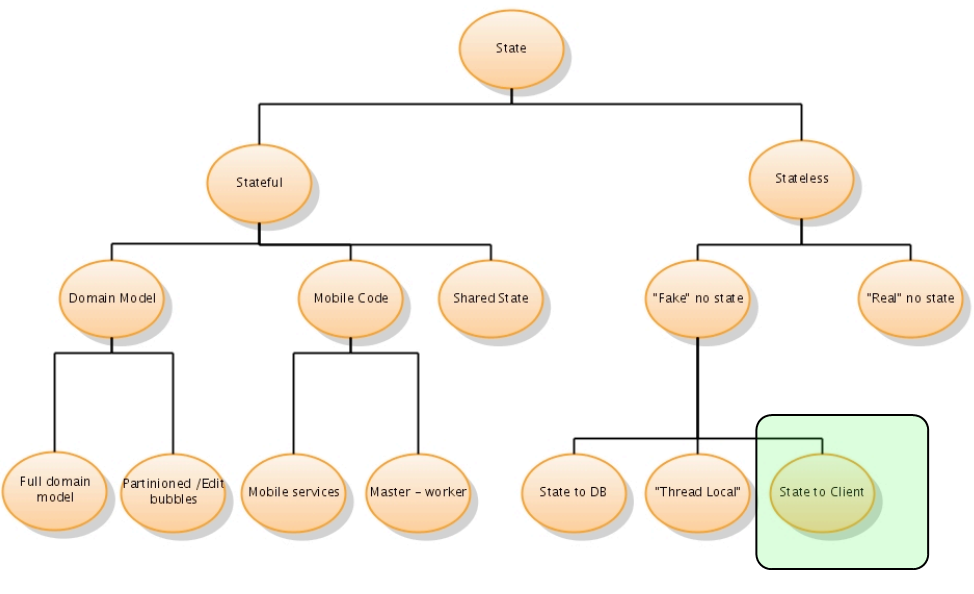 State
Stateful
Stateless
Domain Model
Mobile Code
Shared State
"Fake" no state
"Real" no state
Full domain
model
Partinioned /Edit
bubbles
Mobile services
Master – worker
State to DB
"Thread Local"
State to Client